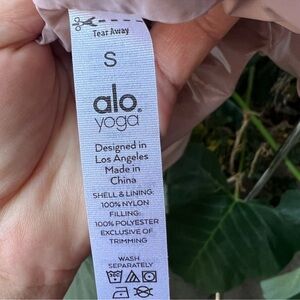 Tear Away
S
alo
yoga
Designed in
Los Angeles
Made in
China
SHELL & LINING:
100% NYLON
FILLING:
100% POLYESTER
EXCLUSIVE OF
TRIMMING
WASH
SEPARATELY